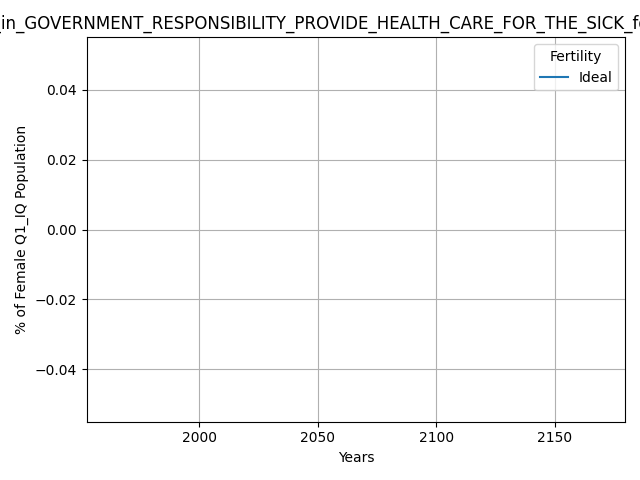 _in_GOVERNMENT_RESPONSIBILITY_PROVIDE_HEALTH_CARE_FOR_THE_SICK_f
Fertility
Ideal
0.04
0.02
0.00
−0.02
−0.04
% of Female Q1_IQ Population
2000
2050
2100
2150
Years